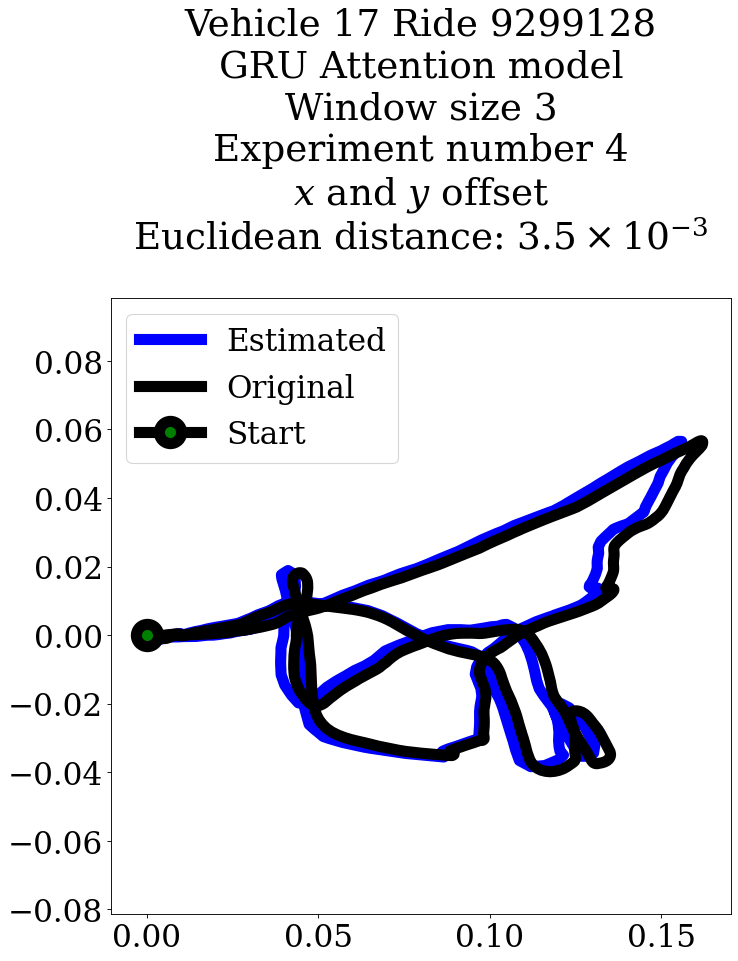 Vehicle 17 Ride 9299128
GRU Attention model
Window size 3
Experiment number 4
x and y offset
Euclidean distance: 3.5 × 10⁻³
Estimated
Original
Start
0.08
0.06
0.04
0.02
0.00
−0.02
−0.04
−0.06
−0.08
0.00 0.05 0.10 0.15